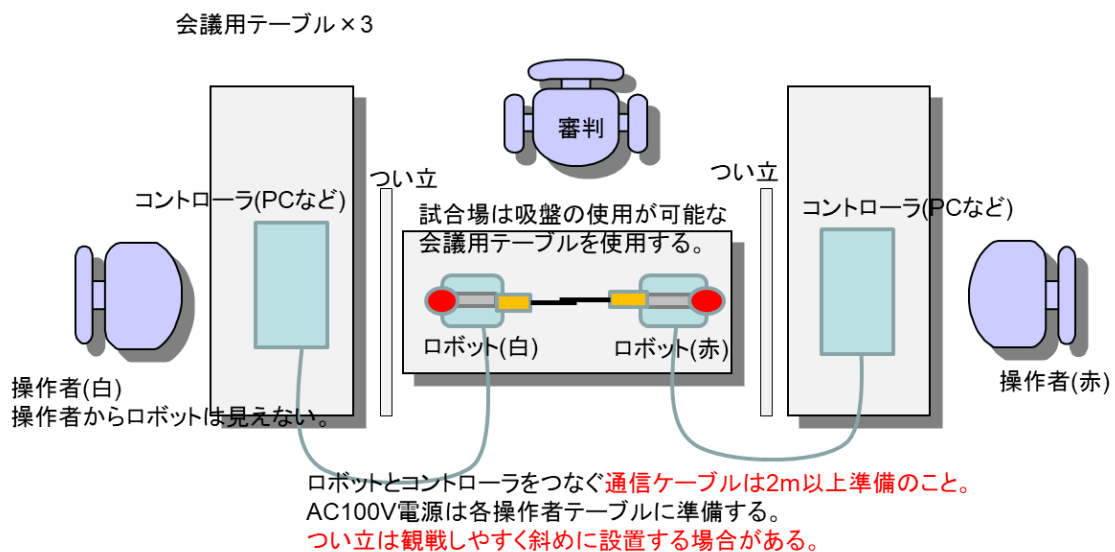 会議用テーブル×3
審判
つい立
つい立
コントローラ(PCなど)
コントローラ(PCなど)
試合場は吸盤の使用が可能な
会議用テーブルを使用する。
ロボット(白)
ロボット(赤)
操作者(白)
操作者からロボットは見えない。
操作者(赤)
ロボットとコントローラをつなぐ通信ケーブルは2m以上準備のこと。
AC100V電源は各操作者テーブルに準備する。
つい立は観戦しやすく斜めに設置する場合がある。